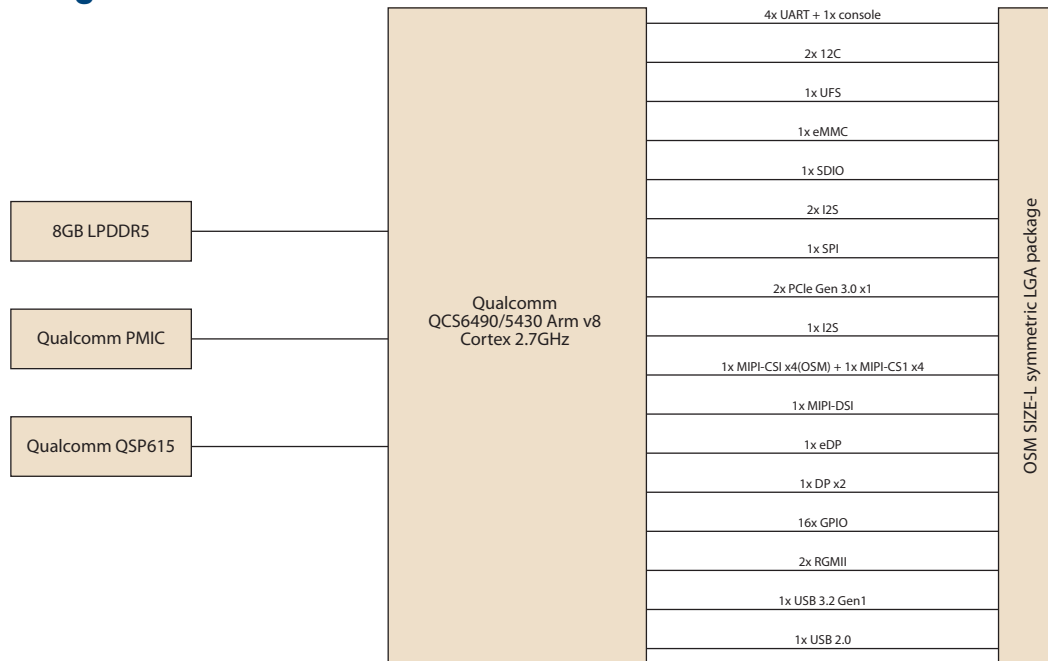 4x UART + 1x console
2x 12C
1x UFS
1x eMMC
1x SDIO
2x I2S
1x SPI
2x PCIe Gen 3.0 x1
1x I2S
1x MIPI-CSI x4(OSM) + 1x MIPI-CS1 x4
1x MIPI-DSI
1x eDP
1x DP x2
16x GPIO
2x RGMII
1x USB 3.2 Gen1
1x USB 2.0
8GB LPDDR5
Qualcomm PMIC
Qualcomm QSP615
Qualcomm
QCS6490/5430 Arm v8
Cortex 2.7GHz
OSM SIZE-L symmetric LGA package